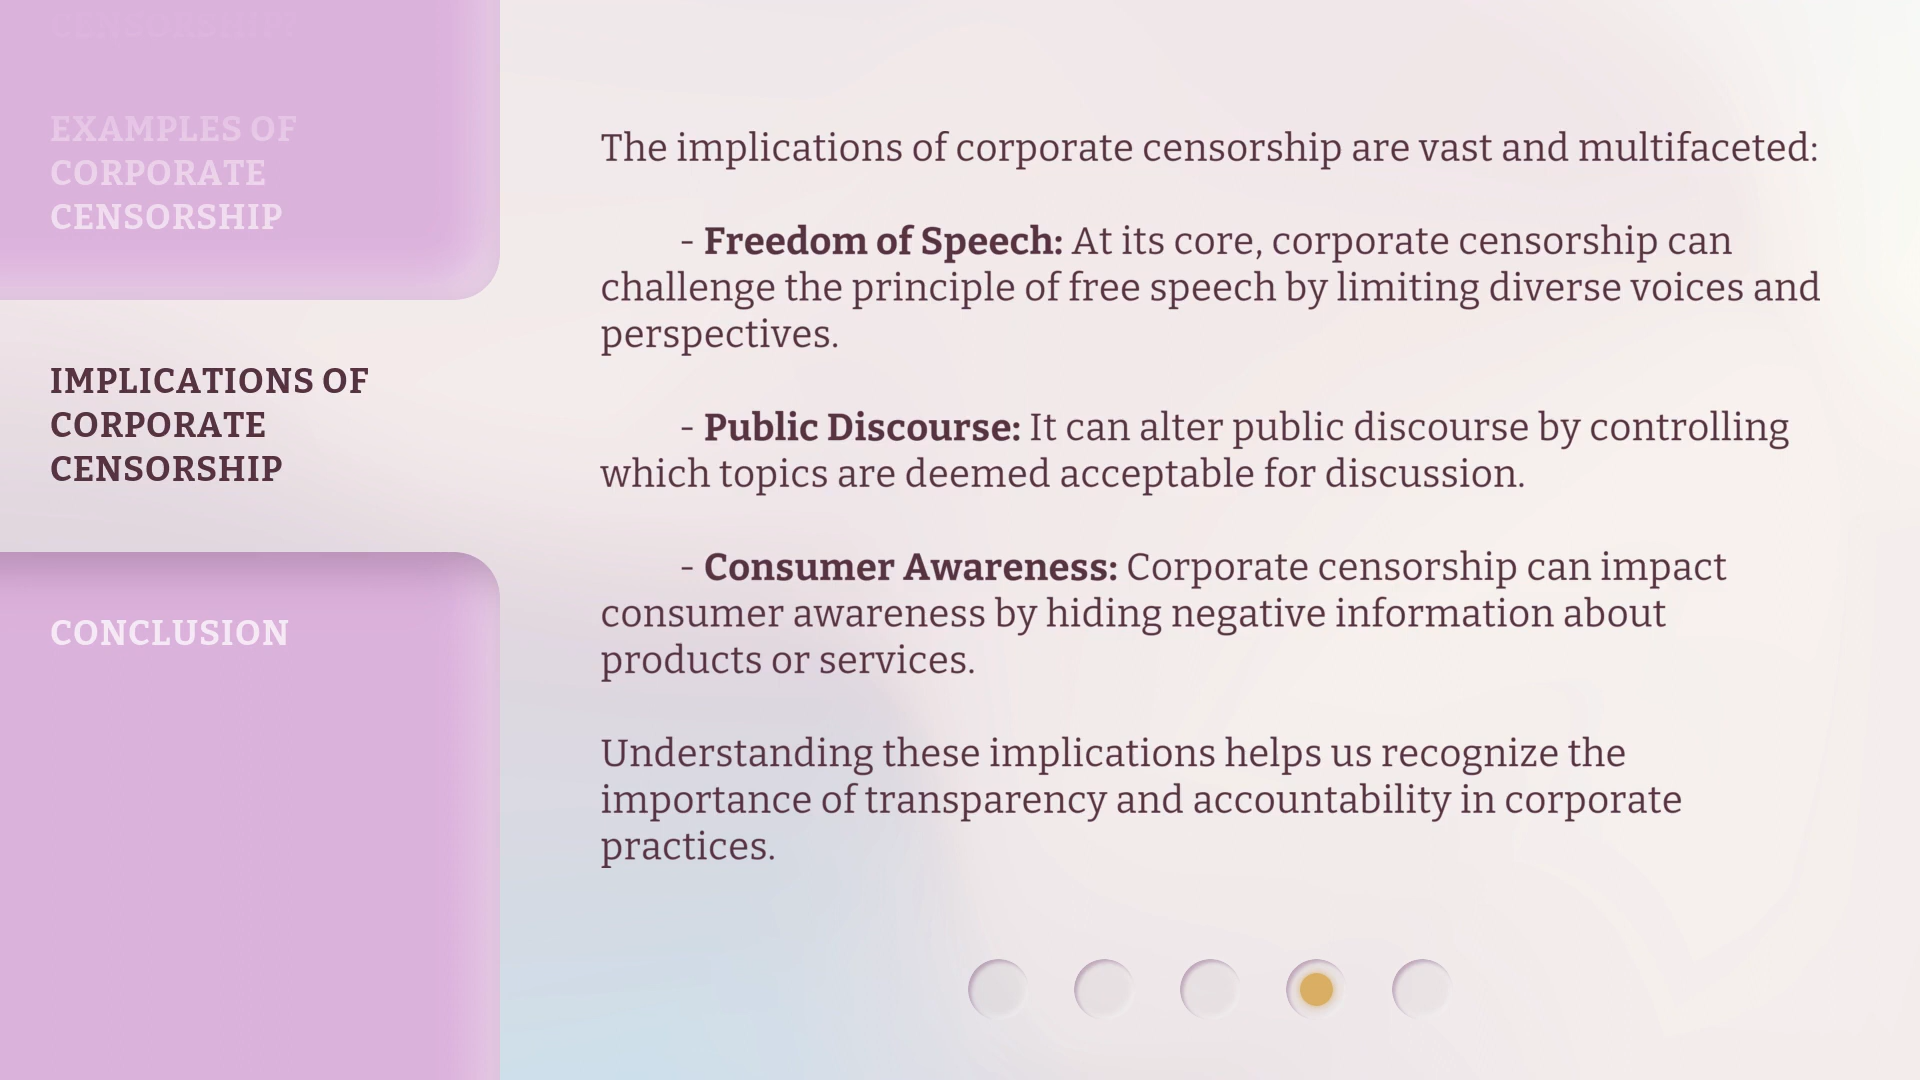 CENSORSHIP?
EXAMPLES OF
CORPORATE
CENSORSHIP
IMPLICATIONS OF
CORPORATE
CENSORSHIP
CONCLUSION
The implications of corporate censorship are vast and multifaceted:
- Freedom of Speech: At its core, corporate censorship can
challenge the principle of free speech by limiting diverse voices and
perspectives.
- Public Discourse: It can alter public discourse by controlling
which topics are deemed acceptable for discussion.
- Consumer Awareness: Corporate censorship can impact
consumer awareness by hiding negative information about
products or services.
Understanding these implications helps us recognize the
importance of transparency and accountability in corporate
practices.